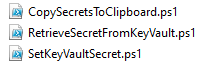 CopySecretsToClipboard.ps1
RetrieveSecretFromKeyVault.ps1
SetKeyVaultSecret.ps1